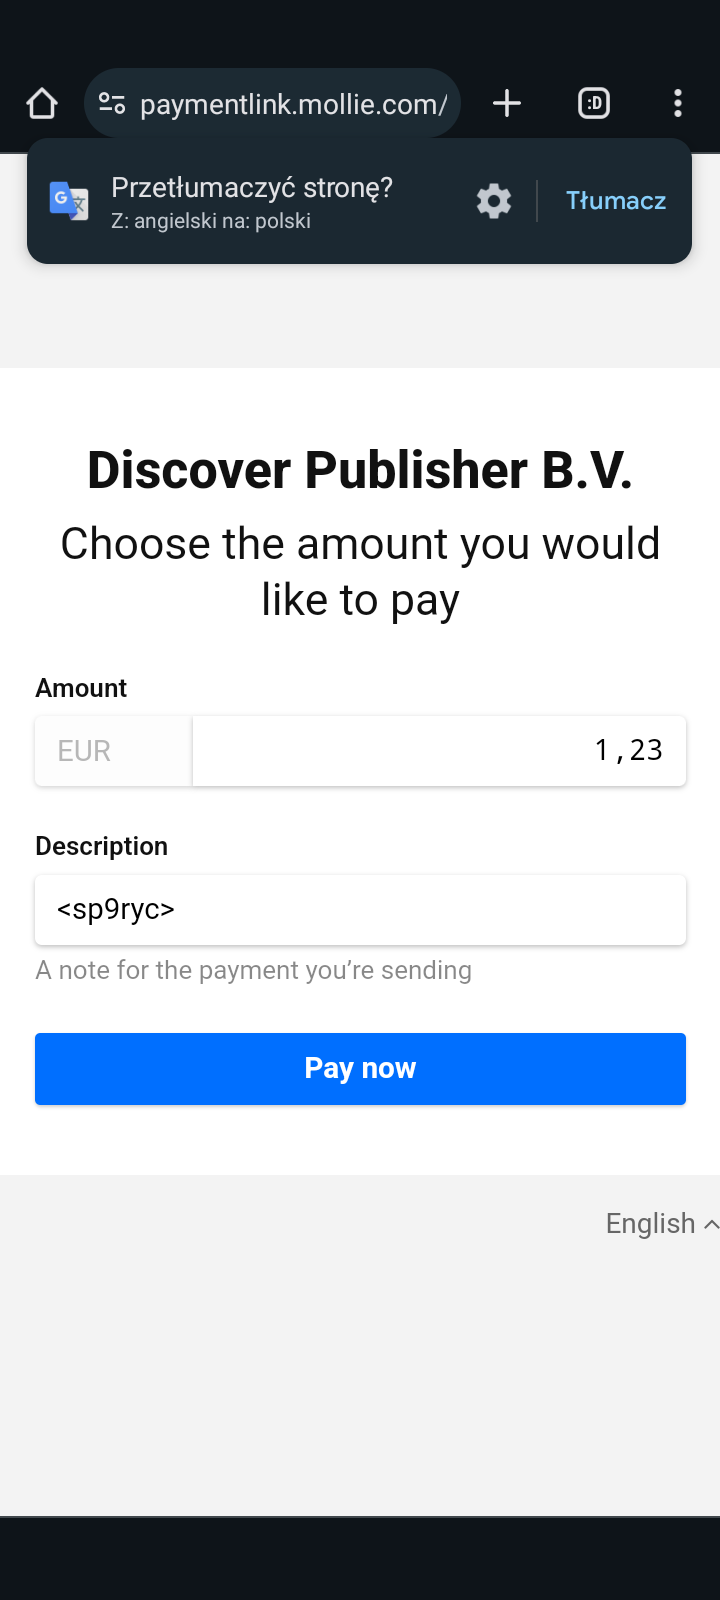 paymentlink.mollie.com/
:D
Przetłumaczyć stronę?
Z: angielski na: polski
Tłumacz
Discover Publisher B.V.
Choose the amount you would
like to pay
Amount
EUR
1,23
Description
<sp9ryc>
A note for the payment you’re sending
Pay now
English